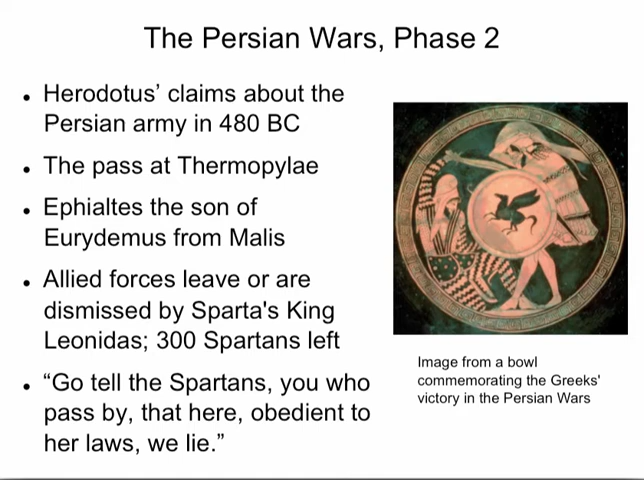 The Persian Wars, Phase 2
• Herodotus’ claims about the
Persian army in 480 BC
• The pass at Thermopylae
• Ephialtes the son of
Eurydemus from Malis
• Allied forces leave or are
dismissed by Sparta's King
Leonidas; 300 Spartans left
• “Go tell the Spartans, you who
pass by, that here, obedient to
her laws, we lie.”
Image from a bowl
commemorating the Greeks'
victory in the Persian Wars